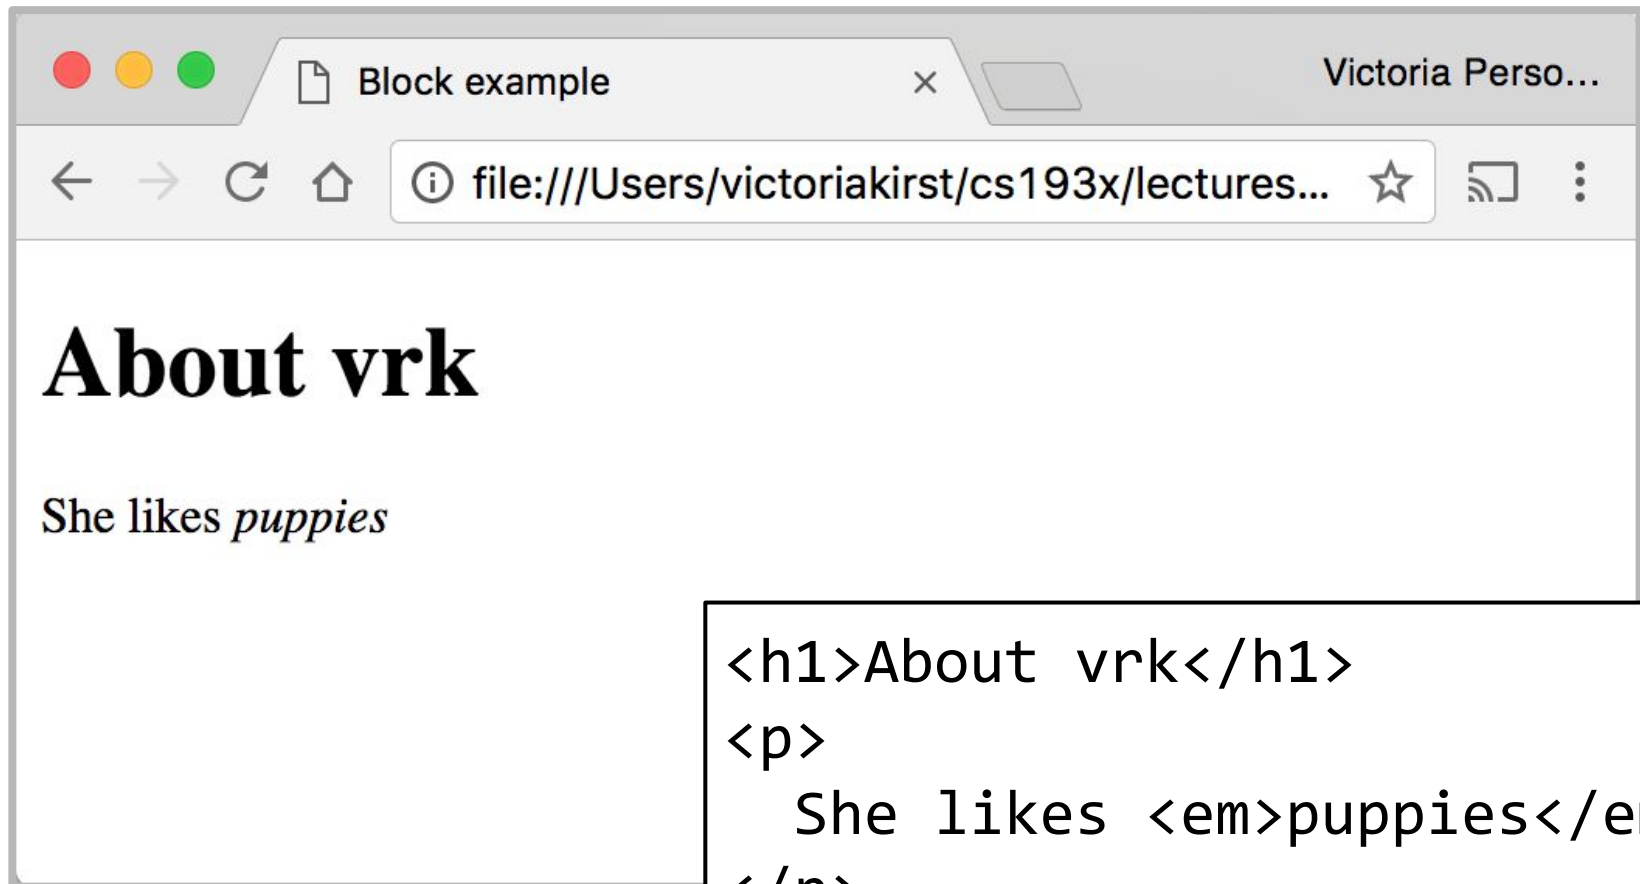 Block example
Victoria Perso...
file:///Users/victoriakirst/cs193x/lectures...
About vrk
She likes puppies
<h1>About vrk</h1>
<p>
She likes <em>puppies</e
</p>